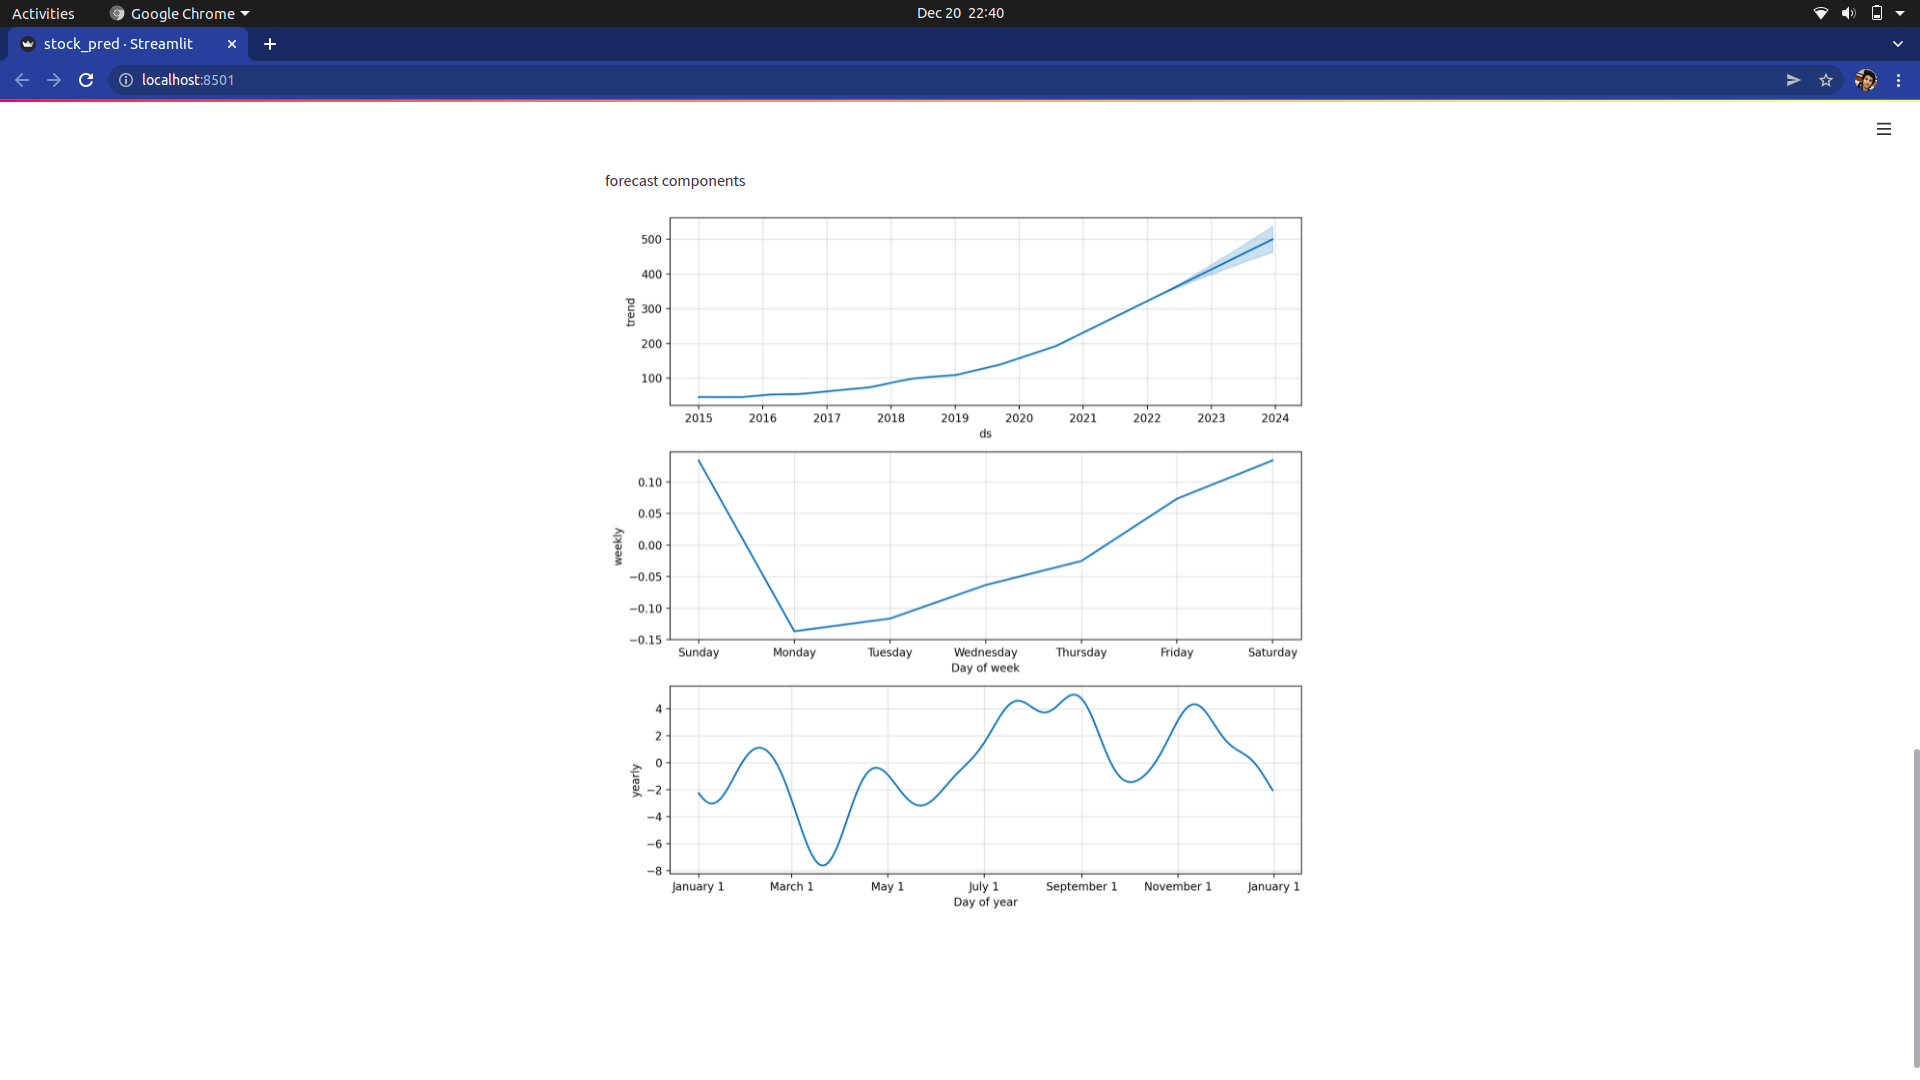 Activities Google Chrome Dec 20 22:40
stock_pred · Streamlit
localhost:8501
forecast components
500
400
300
200
100
trend
2015 2016 2017 2018 2019 2020 2021 2022 2023 2024
ds
0.10
0.05
0.00
−0.05
−0.10
−0.15
weekly
Sunday Monday Tuesday Wednesday Thursday Friday Saturday
Day of week
4
2
0
−2
−4
−6
−8
yearly
January 1 March 1 May 1 July 1 September 1 November 1 January 1
Day of year